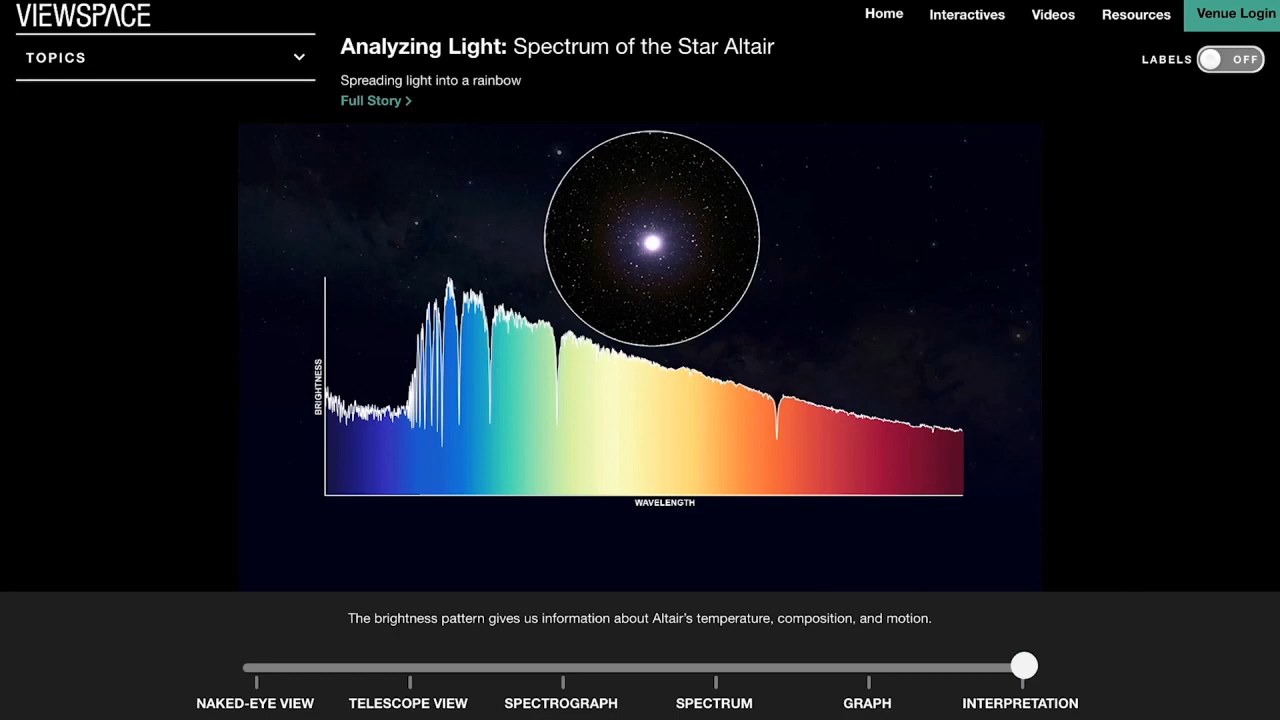 VIEWSPACE
Home Interactives Videos Resources Venue Login
TOPICS
Analyzing Light: Spectrum of the Star Altair
LABELS OFF
Spreading light into a rainbow
Full Story
BRIGHTNESS
WAVELENGTH
The brightness pattern gives us information about Altair's temperature, composition, and motion.
NAKED-EYE VIEW TELESCOPE VIEW SPECTROGRAPH SPECTRUM GRAPH INTERPRETATION